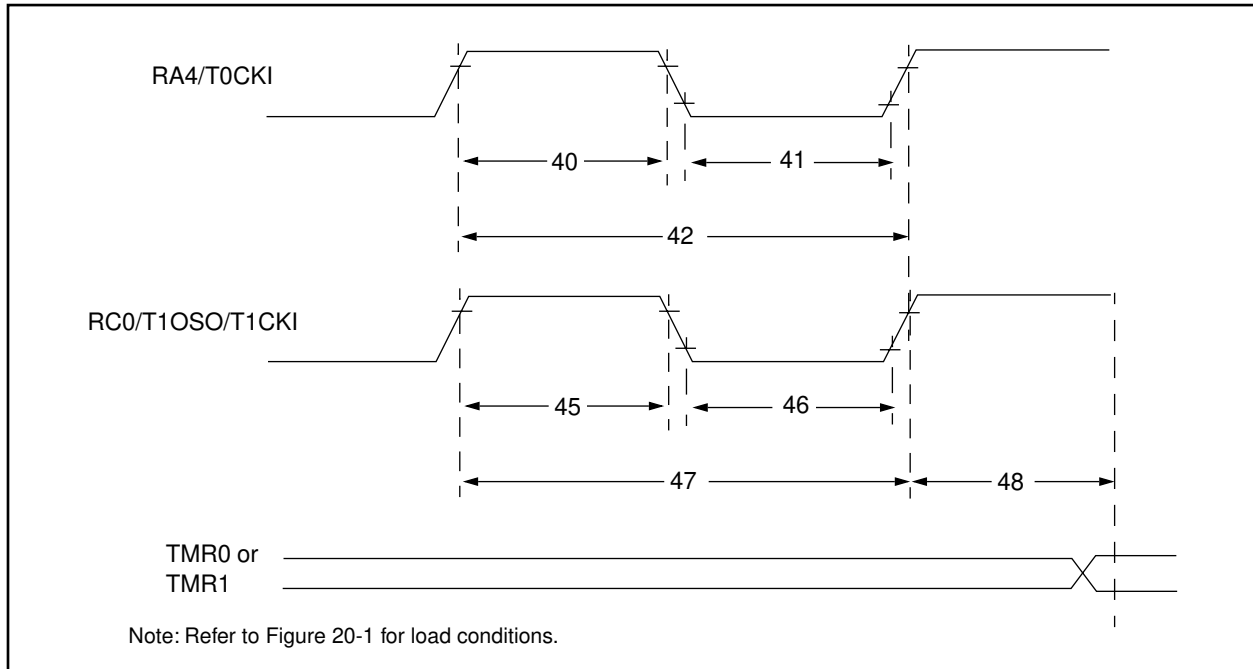 RA4/T0CKI
40
41
42
RC0/T1OSO/T1CKI
45
46
47
48
TMR0 or
TMR1
Note: Refer to Figure 20-1 for load conditions.